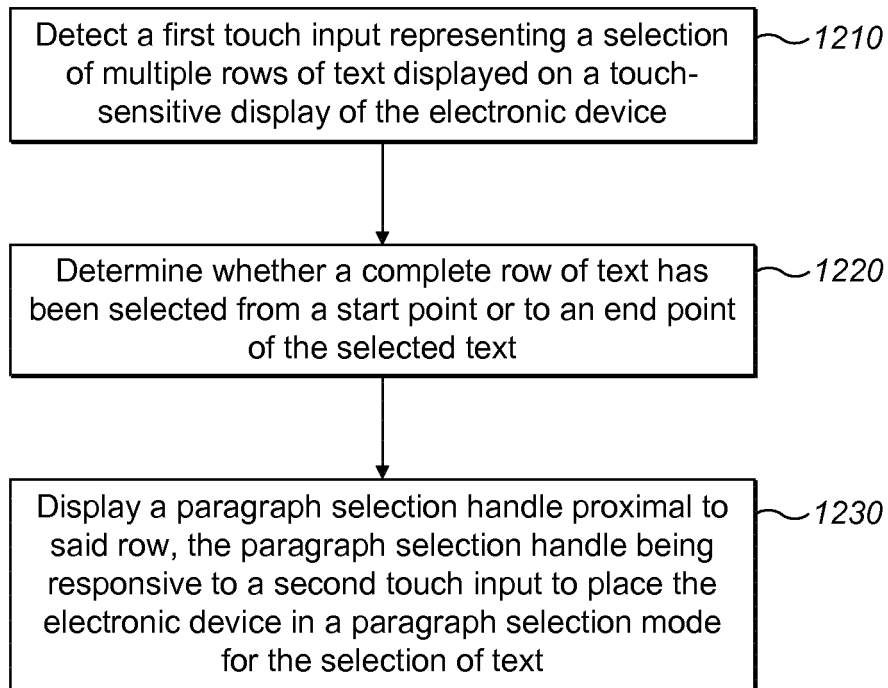 Detect a first touch input representing a selection
of multiple rows of text displayed on a touch-
sensitive display of the electronic device
1210
Determine whether a complete row of text has
been selected from a start point or to an end point
of the selected text
1220
Display a paragraph selection handle proximal to
said row, the paragraph selection handle being
responsive to a second touch input to place the
electronic device in a paragraph selection mode
for the selection of text
1230